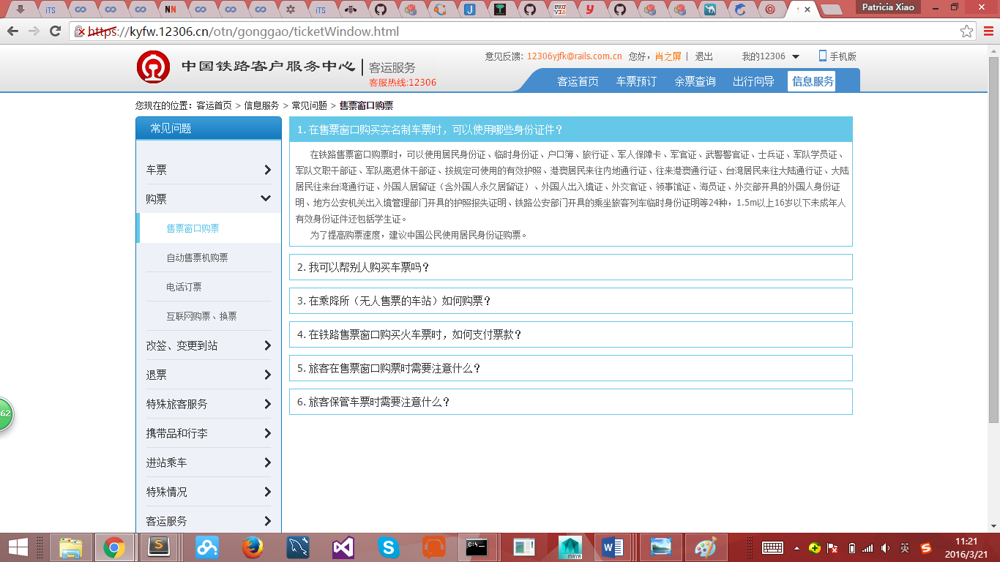 iTS
NN
iTS
J
T
PRO VIS
y
Patricia Xiao
https://kyfw.12306.cn/otn/gonggao/ticketWindow.html
中国铁路客户服务中心
客运服务
客服热线:12306
意见反馈: 12306yjfk@rails.com.cn 您好, 肖之屏 | 退出
我的12306 手机版
客运首页 车票预订 余票查询 出行向导 信息服务
您现在的位置: 客运首页 > 信息服务 > 常见问题 > 售票窗口购票
常见问题
车票
购票
售票窗口购票
自动售票机购票
电话订票
互联网购票、换票
改签、变更到站
退票
特殊旅客服务
携带品和行李
进站乘车
特殊情况
客运服务
1. 在售票窗口购买实名制车票时，可以使用哪些身份证件？
在铁路售票窗口购票时，可以使用居民身份证、临时身份证、户口簿、旅行证、军人保障卡、军官证、武警警官证、士兵证、军队学员证、
军队文职干部证、军队离退休干部证、按规定可使用的有效护照、港澳居民来往内地通行证、往来港澳通行证、台湾居民来往大陆通行证、大陆
居民往来台湾通行证、外国人居留证（含外国人永久居留证）、外国人出入境证、外交官证、领事馆证、海员证、外交部开具的外国人身份证
明、地方公安机关出入境管理部门开具的护照报失证明、铁路公安部门开具的乘坐旅客列车临时身份证明等24种，1.5m以上16岁以下未成年人
有效身份证件还包括学生证。
为了提高购票速度，建议中国公民使用居民身份证购票。
2. 我可以帮别人购买车票吗？
3. 在乘降所（无人售票的车站）如何购票？
4. 在铁路售票窗口购买火车票时，如何支付票款？
5. 旅客在售票窗口购票时需要注意什么？
6. 旅客保管车票时需要注意什么？
62
S
S
C:\
MAYA
W
英
S
11:21
2016/3/21